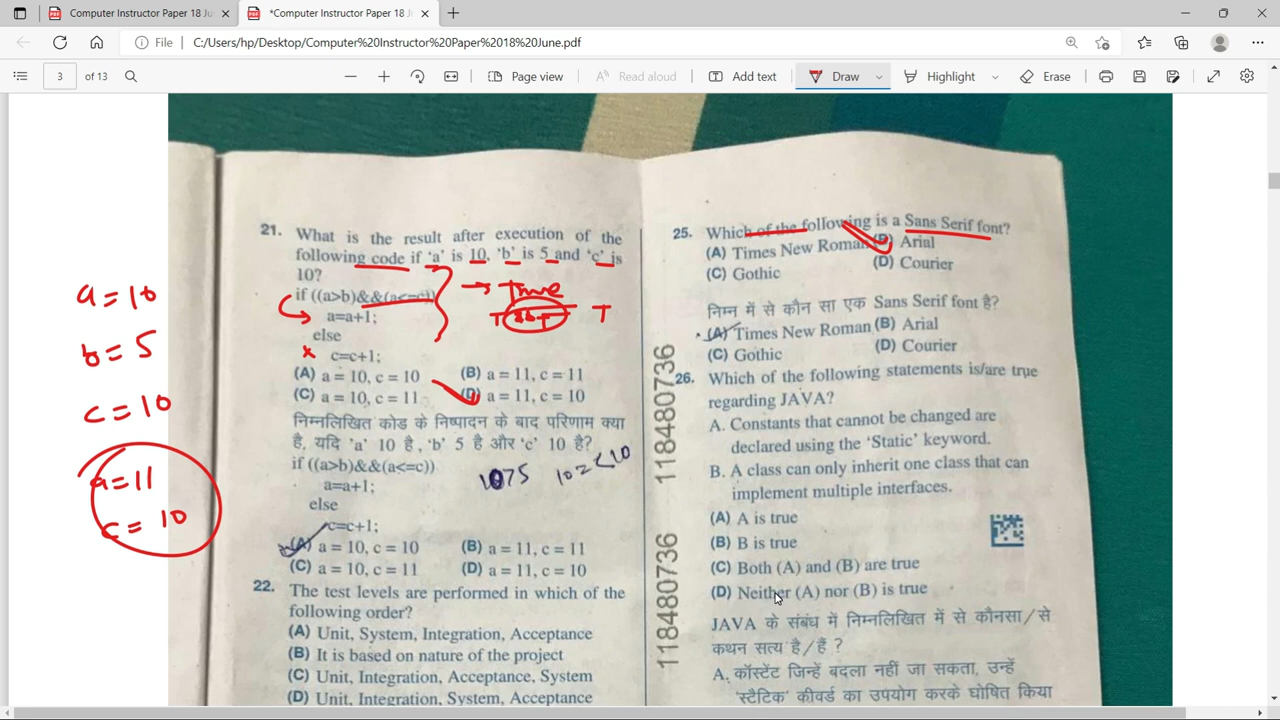 Computer Instructor Paper 18 Ju
*Computer Instructor Paper 18 J
File
C:/Users/hp/Desktop/Computer%20Instructor%20Paper%2018%20June.pdf
3 of 13
Page view
Read aloud
Add text
Draw
Highlight
Erase
a=10
b=5
c=10
a=11
c=10
21. What is the result after execution of the
following code if 'a' is 10, 'b' is 5 and 'c' is
10?
if ((a>b)&&(a<=c))
a=a+1;
else
c=c+1;
True
T && T T
(A) a = 10, c = 10 (B) a = 11, c = 11
(C) a = 10, c = 11 (D) a = 11, c = 10
निम्नलिखित कोड के निष्पादन के बाद परिणाम क्या
है, यदि 'a' 10 है, 'b' 5 है और 'c' 10 है?
if ((a>b)&&(a<=c))
a=a+1;
else
c=c+1;
(A) a = 10, c = 10 (B) a = 11, c = 11
(C) a = 10, c = 11 (D) a = 11, c = 10
22. The test levels are performed in which of the
following order?
(A) Unit, System, Integration, Acceptance
(B) It is based on nature of the project
(C) Unit, Integration, Acceptance, System
(D) Unit, Integration, System, Acceptance
118480736
118480736
25. Which of the following is a Sans Serif font?
(A) Times New Roman (B) Arial
(C) Gothic (D) Courier
निम्न में से कौन सा एक Sans Serif font है?
(A) Times New Roman (B) Arial
(C) Gothic (D) Courier
26. Which of the following statements is/are true
regarding JAVA?
A. Constants that cannot be changed are
declared using the 'Static' keyword.
B. A class can only inherit one class that can
implement multiple interfaces.
(A) A is true
(B) B is true
(C) Both (A) and (B) are true
(D) Neither (A) nor (B) is true
JAVA के संबंध में निम्नलिखित में से कौनसा/से
कथन सत्य है/हैं ?
A. कॉस्टेंट जिन्हें बदला नहीं जा सकता, उन्हें
'स्टैटिक' कीवर्ड का उपयोग करके घोषित किया